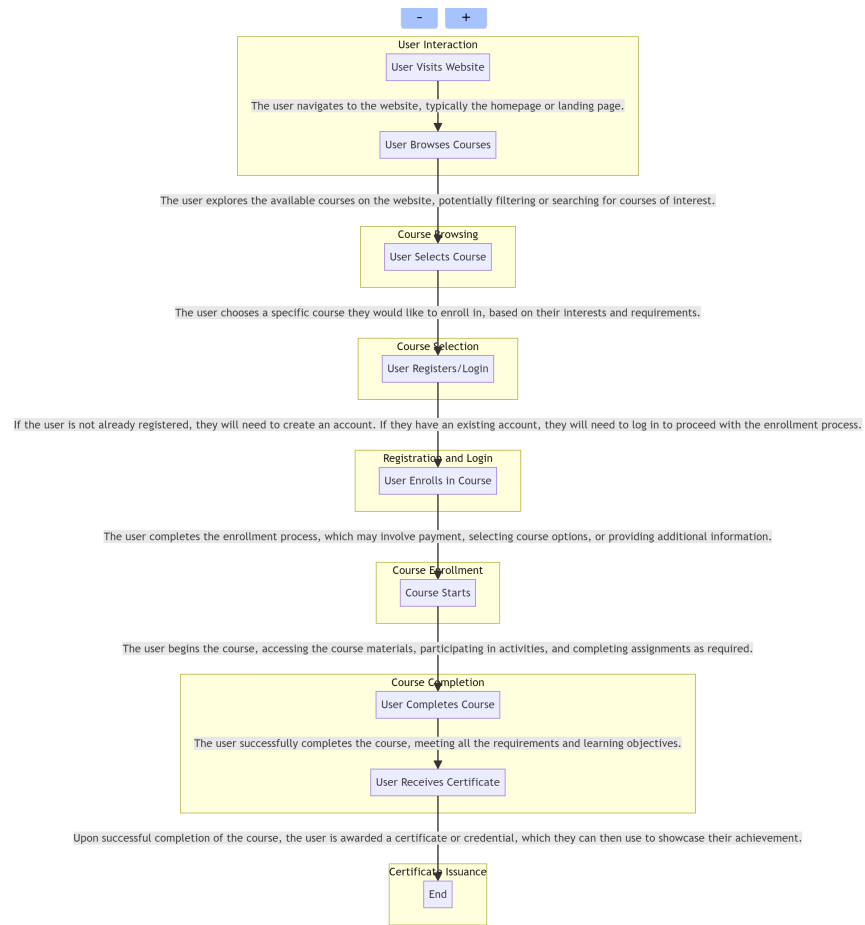 - +
User Interaction
User Visits Website
The user navigates to the website, typically the homepage or landing page.
User Browses Courses
The user explores the available courses on the website, potentially filtering or searching for courses of interest.
Course Browsing
User Selects Course
The user chooses a specific course they would like to enroll in, based on their interests and requirements.
Course Selection
User Registers/Login
If the user is not already registered, they will need to create an account. If they have an existing account, they will need to log in to proceed with the enrollment process.
Registration and Login
User Enrolls in Course
The user completes the enrollment process, which may involve payment, selecting course options, or providing additional information.
Course Enrollment
Course Starts
The user begins the course, accessing the course materials, participating in activities, and completing assignments as required.
Course Completion
User Completes Course
The user successfully completes the course, meeting all the requirements and learning objectives.
User Receives Certificate
Upon successful completion of the course, the user is awarded a certificate or credential, which they can then use to showcase their achievement.
Certificate Issuance
End